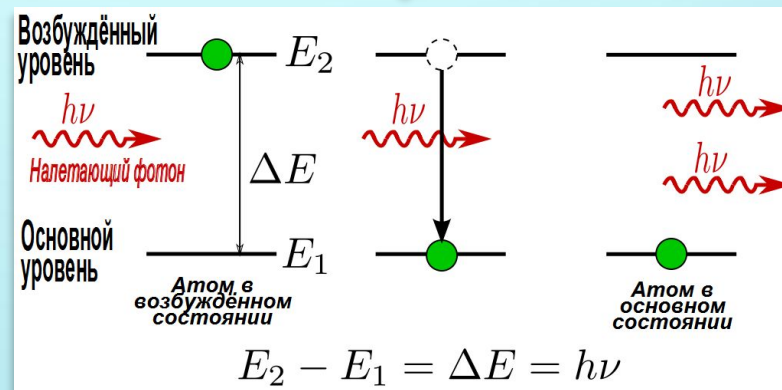 Возбуждённый
уровень
E₂
hν
Налетающий фотон
ΔE
hν
hν
hν
Основной
уровень
E₁
Атом в
возбуждённом
состоянии
Атом в
основном
состоянии
E₂ − E₁ = ΔE = hν